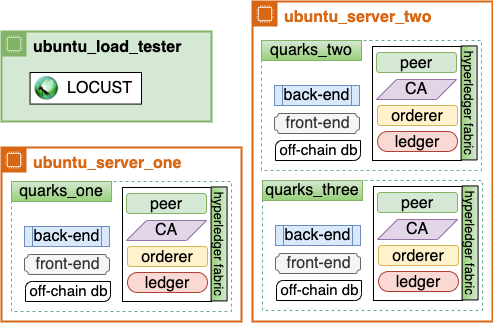 ubuntu_load_tester
LOCUST
ubuntu_server_one
quarks_one
back-end
front-end
off-chain db
peer
CA
orderer
ledger
hyperledger fabric
ubuntu_server_two
quarks_two
back-end
front-end
off-chain db
peer
CA
orderer
ledger
hyperledger fabric
quarks_three
back-end
front-end
off-chain db
peer
CA
orderer
ledger
hyperledger fabric